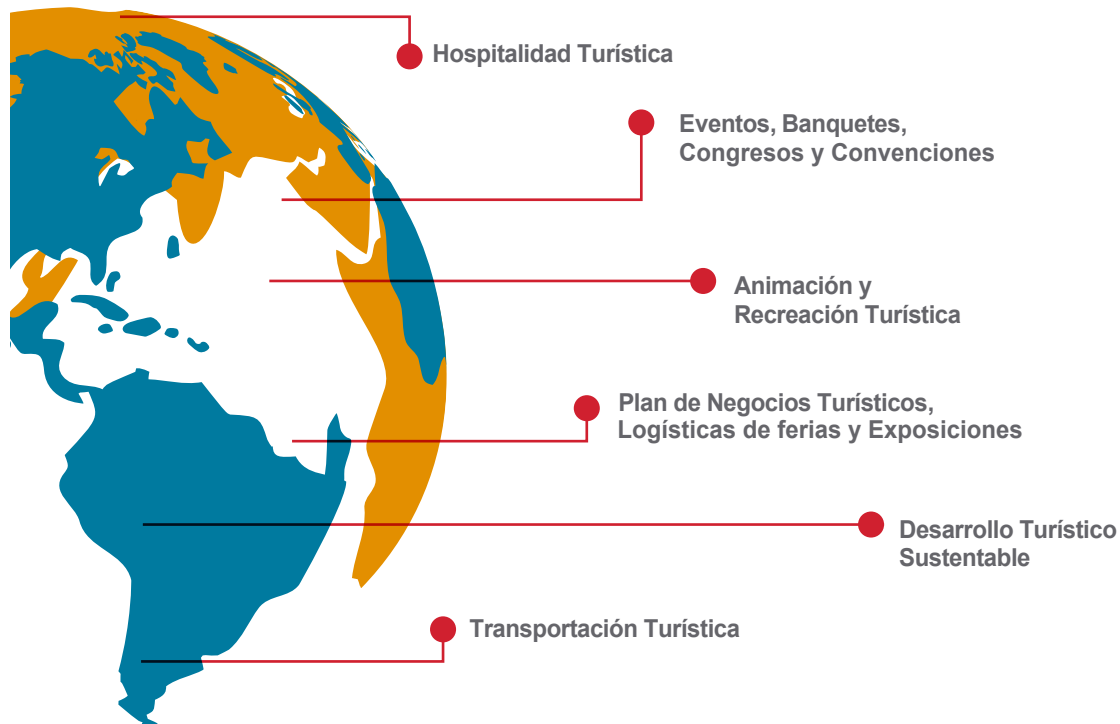 Hospitalidad Turística
Eventos, Banquetes,
Congresos y Convenciones
Animación y
Recreación Turística
Plan de Negocios Turísticos,
Logísticas de ferias y Exposiciones
Desarrollo Turístico
Sustentable
Transportación Turística